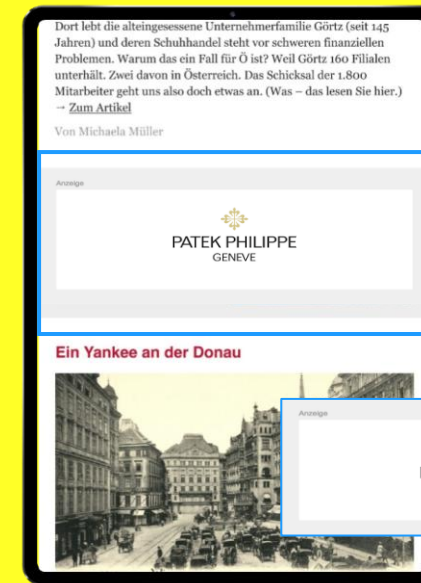 Dort lebt die alteingesessene Unternehmerfamilie Görtz (seit 145
Jahren) und deren Schuhhandel steht vor schweren finanziellen
Problemen. Warum das ein Fall für Ö ist? Weil Görtz 160 Filialen
unterhält. Zwei davon in Österreich. Das Schicksal der 1.800
Mitarbeiter geht uns also doch etwas an. (Was – das lesen Sie hier.)
→ Zum Artikel
Von Michaela Müller
Anzeige
PATEK PHILIPPE
GENEVE
Ein Yankee an der Donau
Anzeige